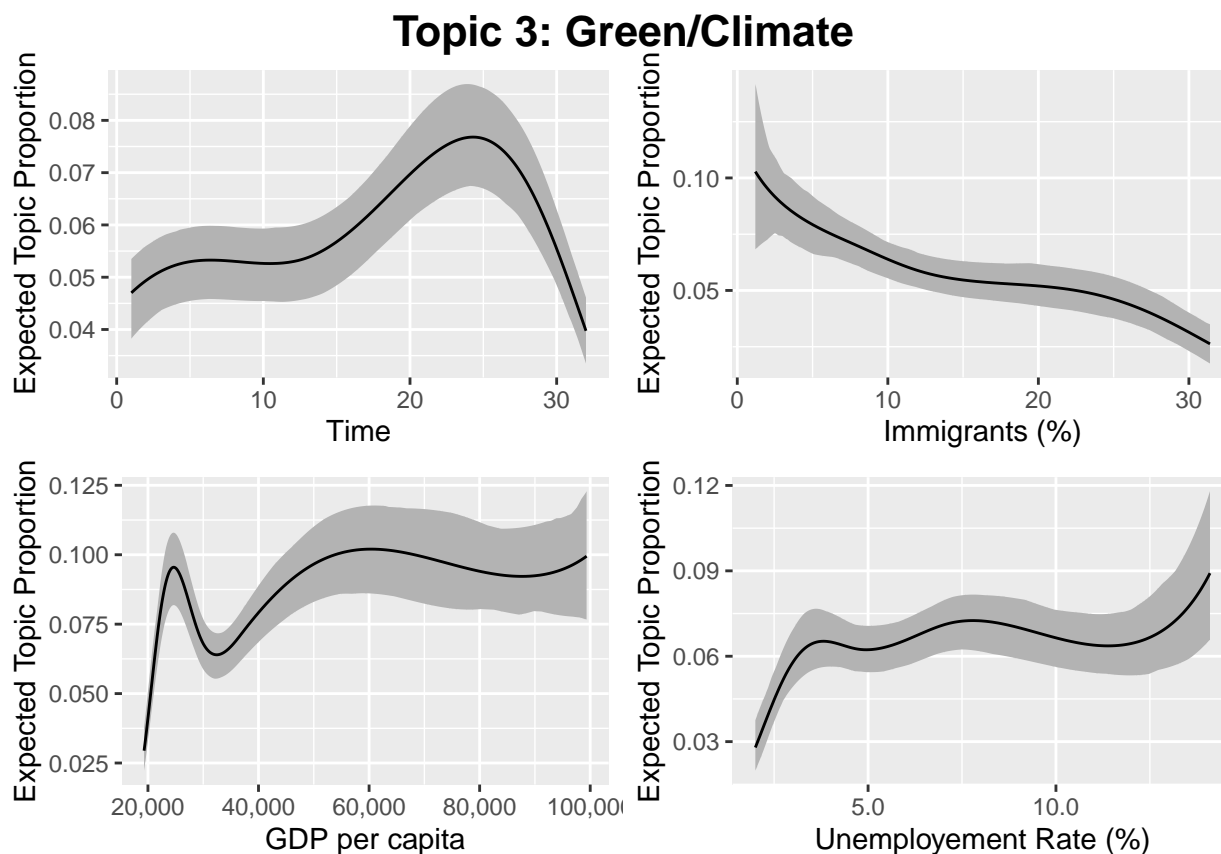 Topic 3: Green/Climate
Expected Topic Proportion
0.08
0.07
0.06
0.05
0.04
0 10 20 30
Time
Expected Topic Proportion
0.10
0.05
0 10 20 30
Immigrants (%)
Expected Topic Proportion
0.125
0.100
0.075
0.050
0.025
20,000 40,000 60,000 80,000 100,00
GDP per capita
Expected Topic Proportion
0.12
0.09
0.06
0.03
5.0 10.0
Unemployement Rate (%)